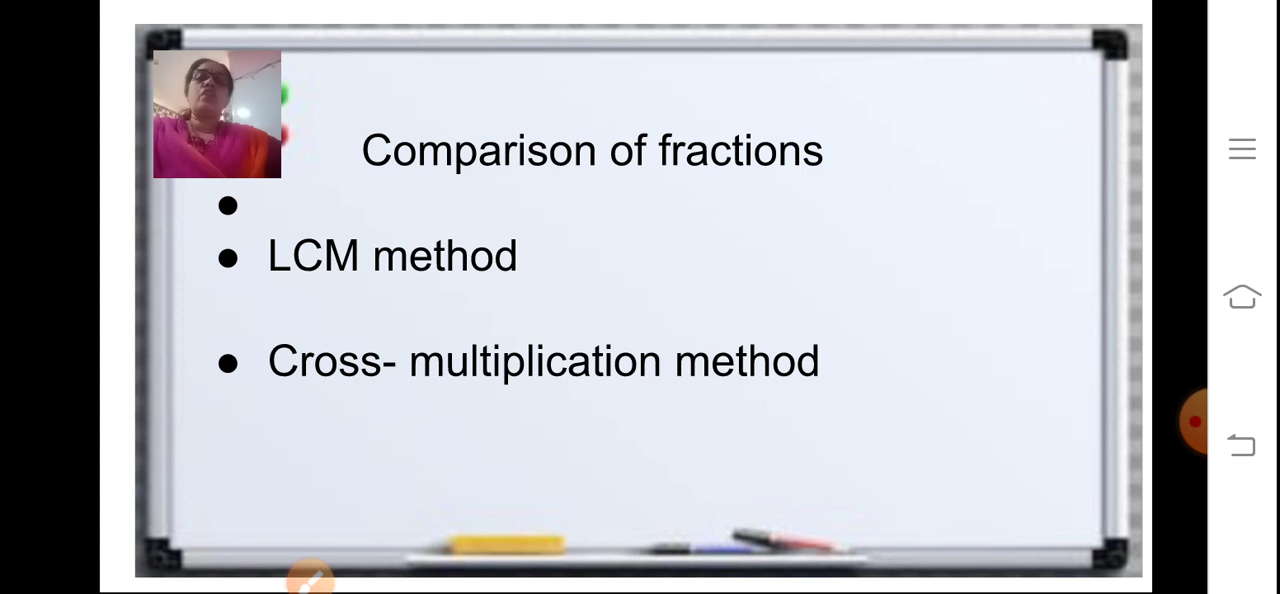 Comparison of fractions
●
● LCM method
● Cross- multiplication method